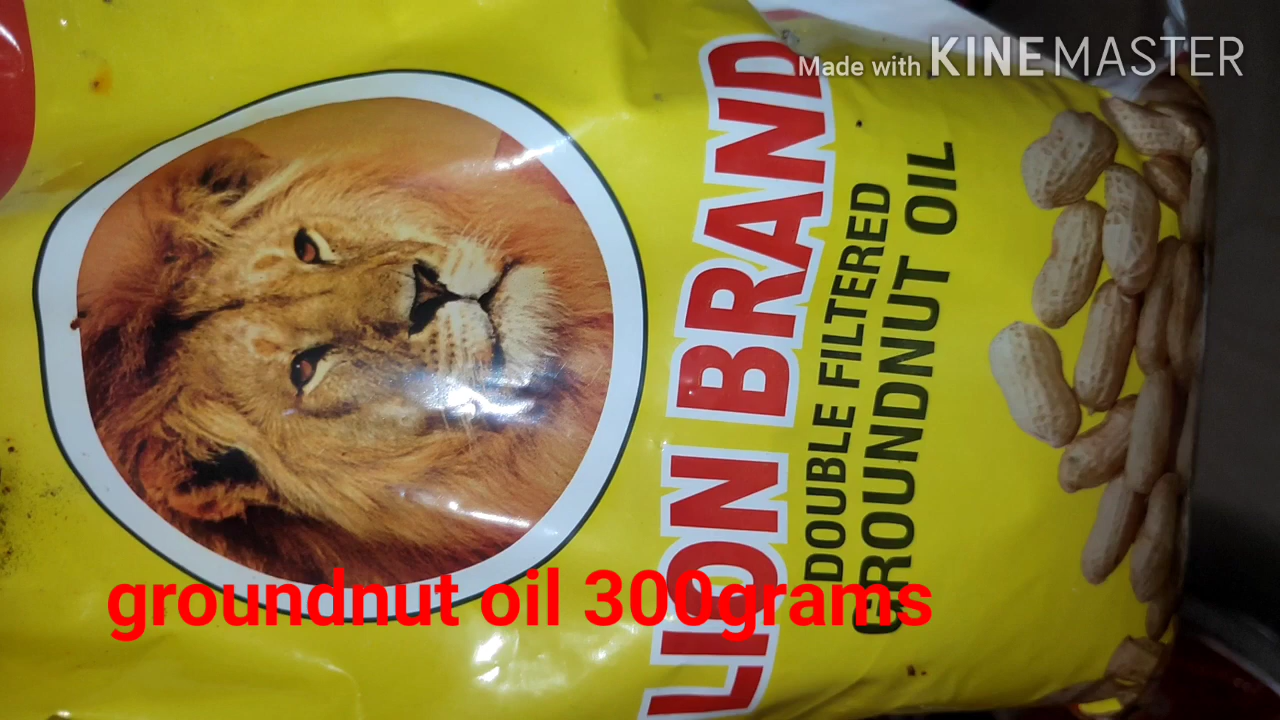 Made with KINEMASTER
LION BRAND
DOUBLE FILTERED
GROUNDNUT OIL
groundnut oil 300grams